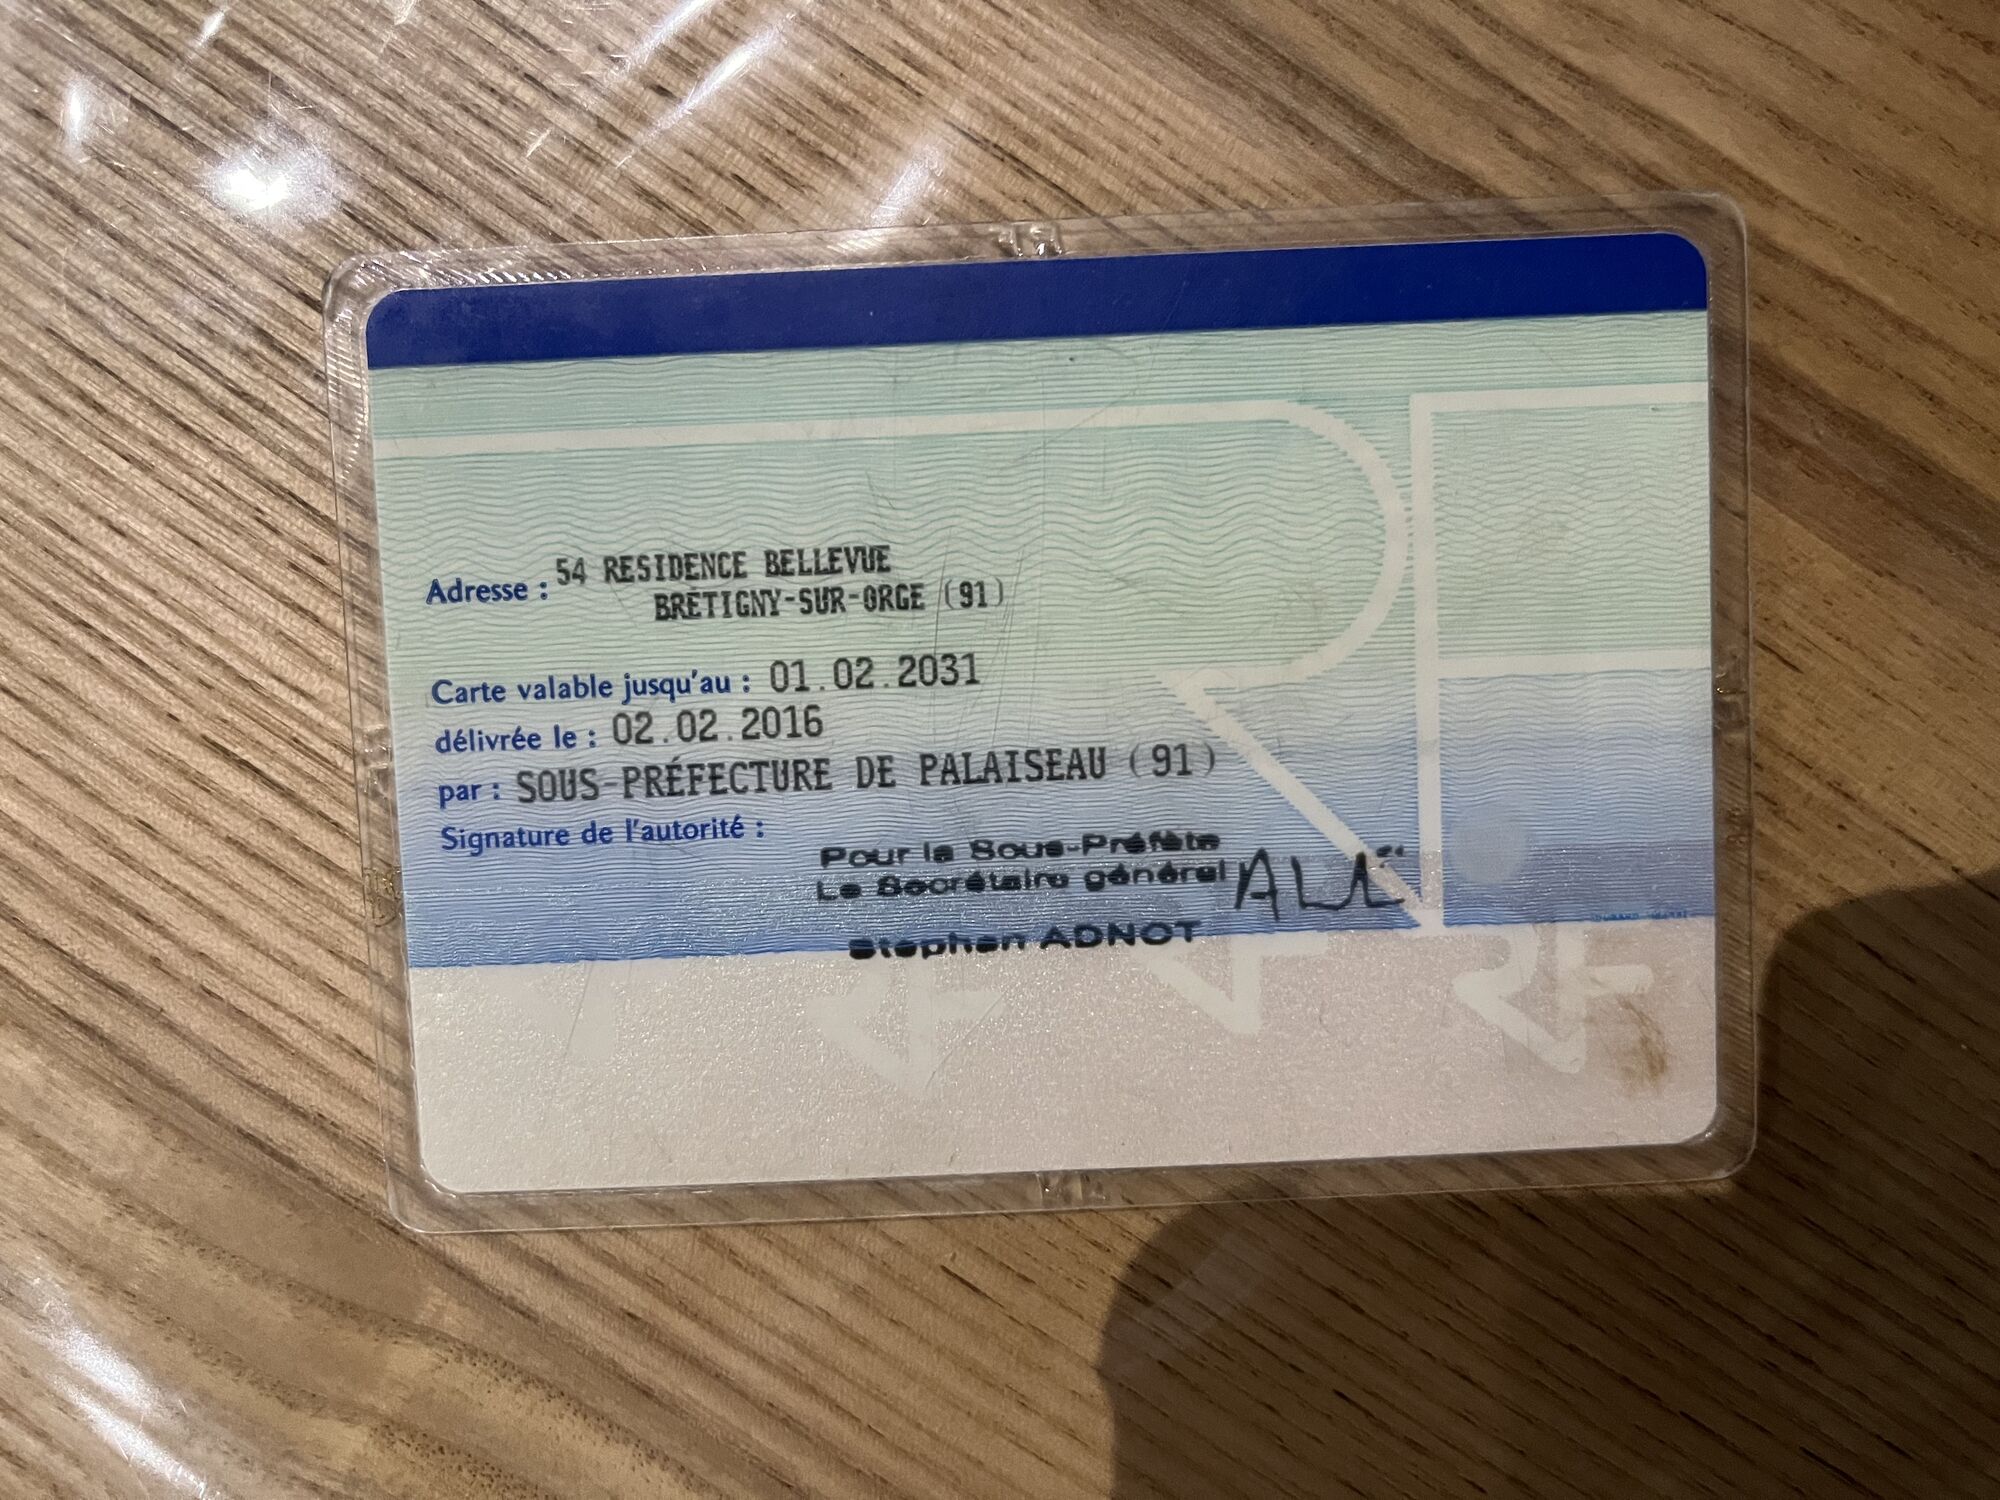 Adresse : 54 RESIDENCE BELLEVUE
BRÉTIGNY-SUR-ORGE (91)
Carte valable jusqu'au : 01.02.2031
délivrée le : 02.02.2016
par : SOUS-PRÉFECTURE DE PALAISEAU (91)
Signature de l'autorité :
Pour la Sous-Préfète
Le Secrétaire général
Stephan ADNOT
RF